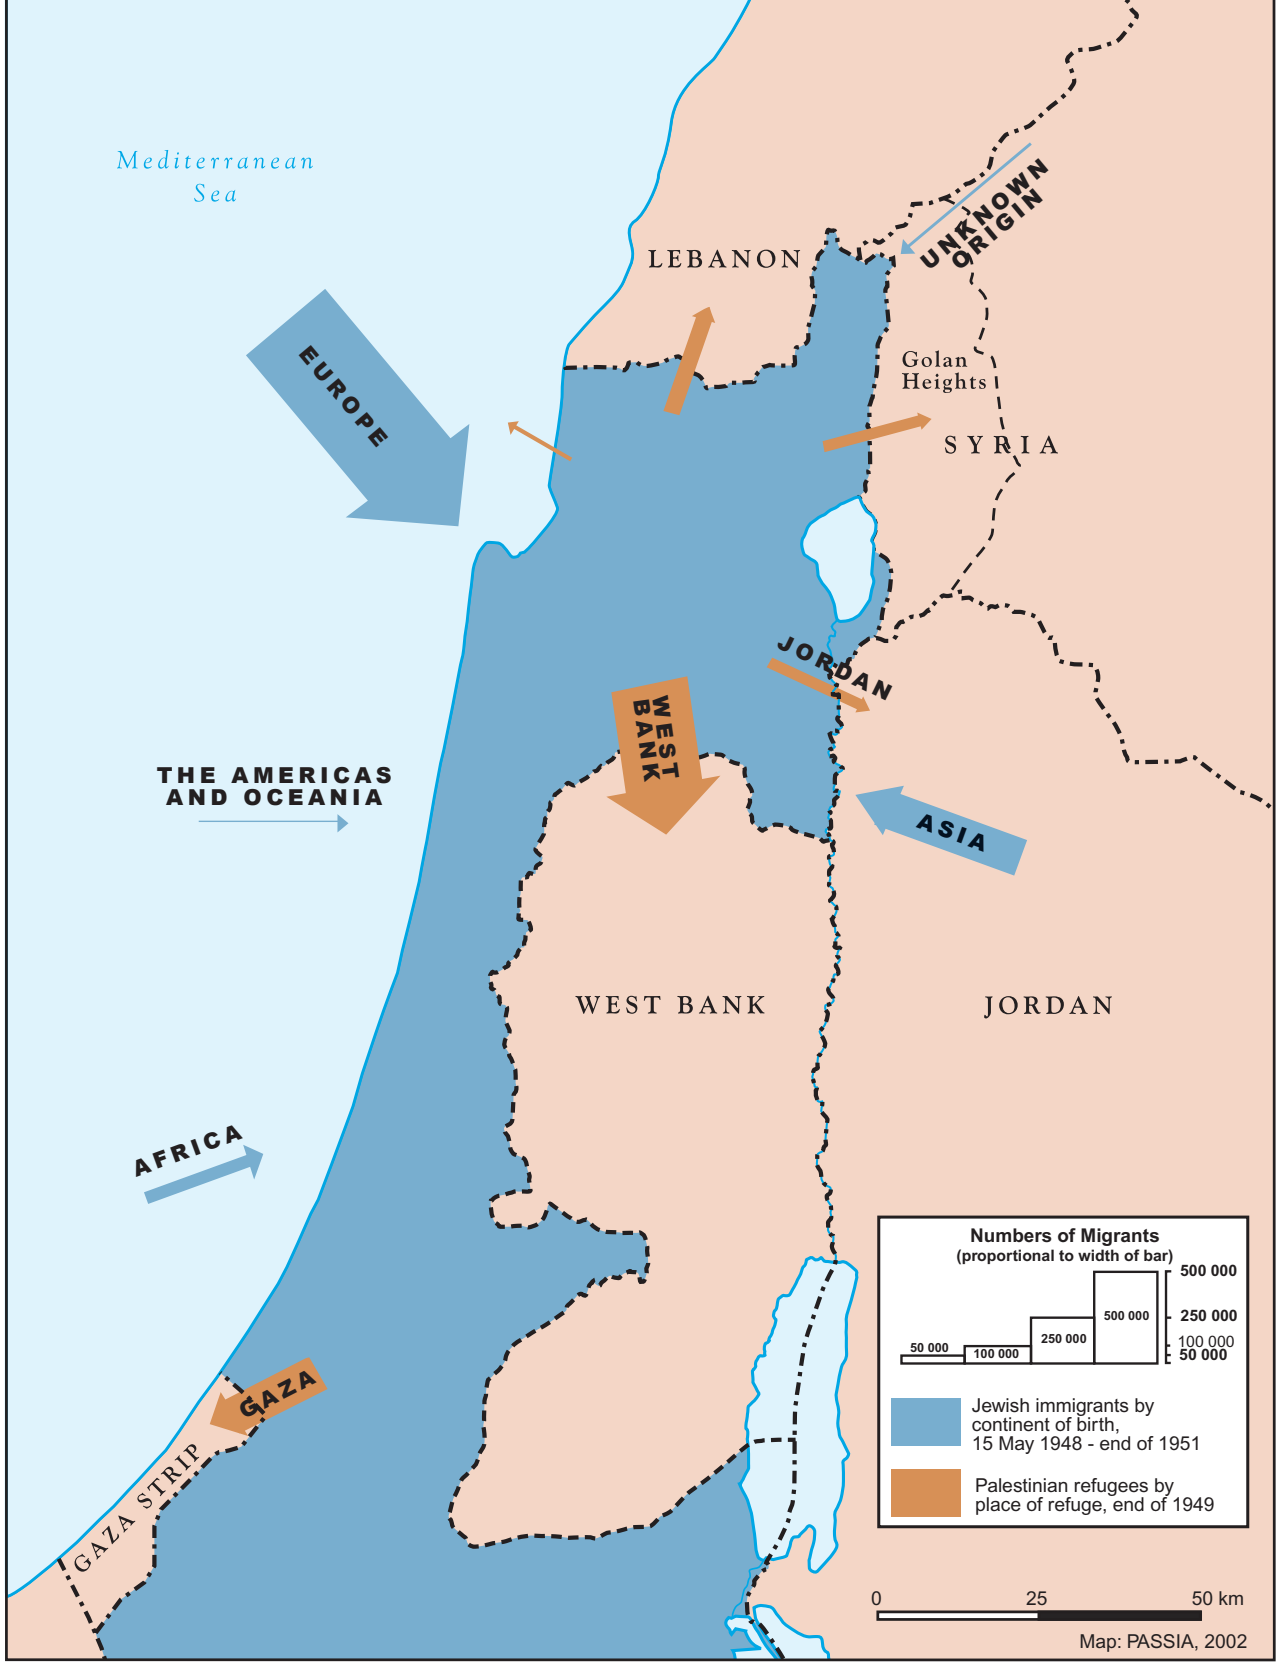 Mediterranean
Sea
UNKNOWN
ORIGIN
LEBANON
EUROPE
Golan
Heights
SYRIA
JORDAN
WEST
BANK
THE AMERICAS
AND OCEANIA
ASIA
WEST BANK
JORDAN
AFRICA
GAZA
GAZA STRIP
Numbers of Migrants
(proportional to width of bar)
50 000
100 000
250 000
500 000
500 000
250 000
100 000
50 000
Jewish immigrants by
continent of birth,
15 May 1948 - end of 1951
Palestinian refugees by
place of refuge, end of 1949
0 25 50 km
Map: PASSIA, 2002